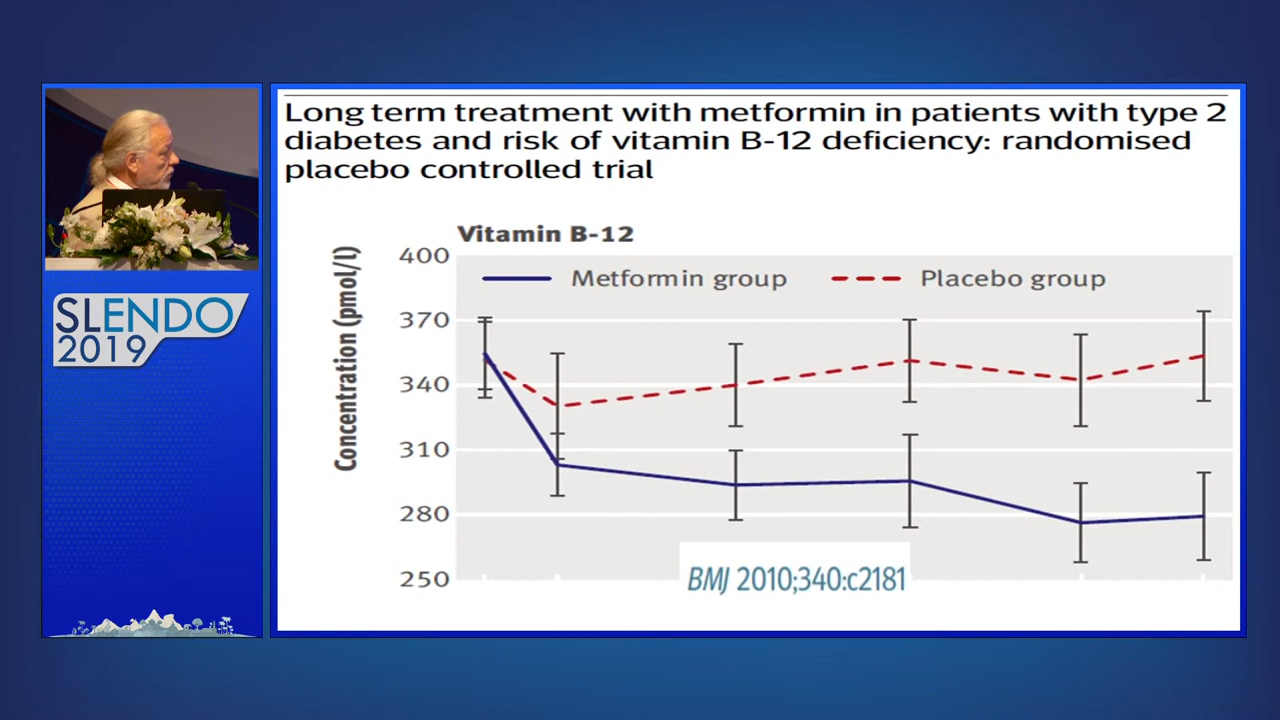 Long term treatment with metformin in patients with type 2
diabetes and risk of vitamin B-12 deficiency: randomised
placebo controlled trial
Vitamin B-12
Concentration (pmol/l)
400
370
340
310
280
250
Metformin group
Placebo group
BMJ 2010;340:c2181
SLENDO
2019